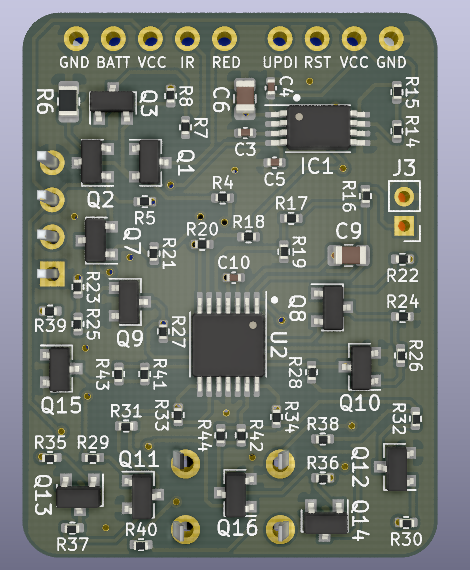 GND BATT VCC IR RED UPDI RST VCC GND
R6 Q3 R8 C6 C4 R15
R7 C3 R14
Q2 Q1 C5 IC1 J3
R4 R16
R5 R17
R20 R18 C9
Q7 R21 R19 R22
C10
R23 Q8 R24
R39 R25 Q9 R27 U2
R43 R41 R28 R26
Q15 Q10
R31 R33 R34 R32
R44 R42 R38
R35 R29 Q11 R36 Q12
Q13 Q16 Q14
R37 R40 R30